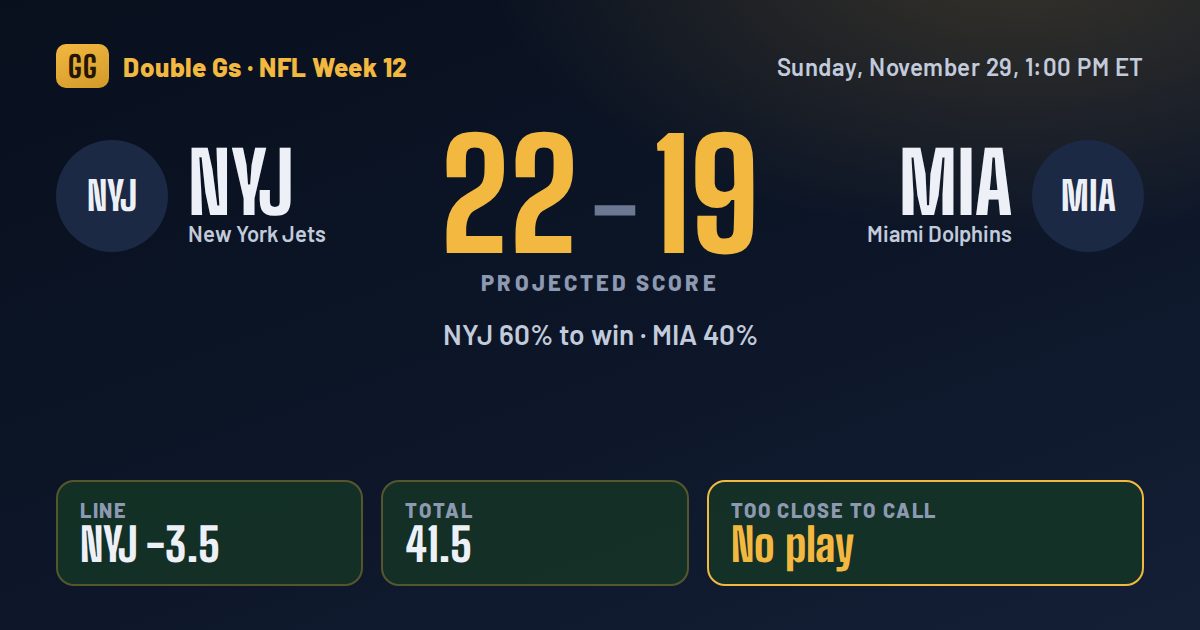 GG
Double Gs · NFL Week 12
Sunday, November 29, 1:00 PM ET
NYJ
NYJ
New York Jets
22 – 19
PROJECTED SCORE
NYJ 60% to win · MIA 40%
MIA
Miami Dolphins
MIA
LINE
NYJ −3.5
TOTAL
41.5
TOO CLOSE TO CALL
No play